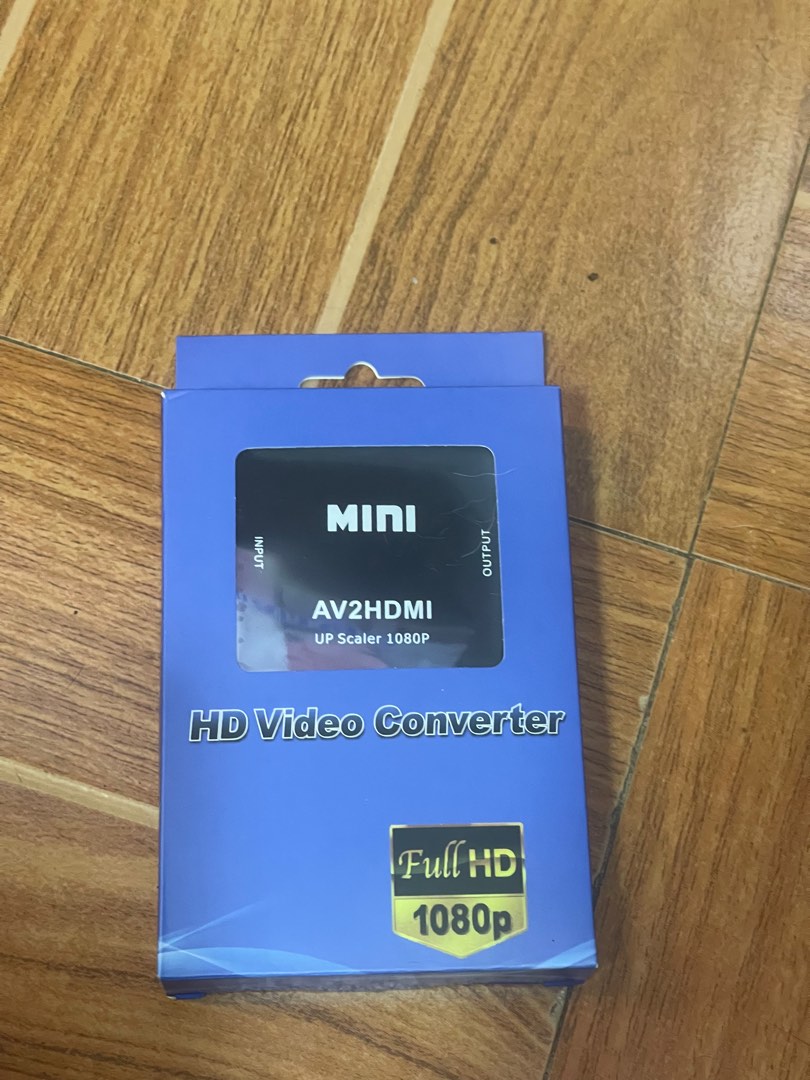 MINI
INPUT
OUTPUT
AV2HDMI
UP Scaler 1080P
HD Video Converter
Full HD
1080p